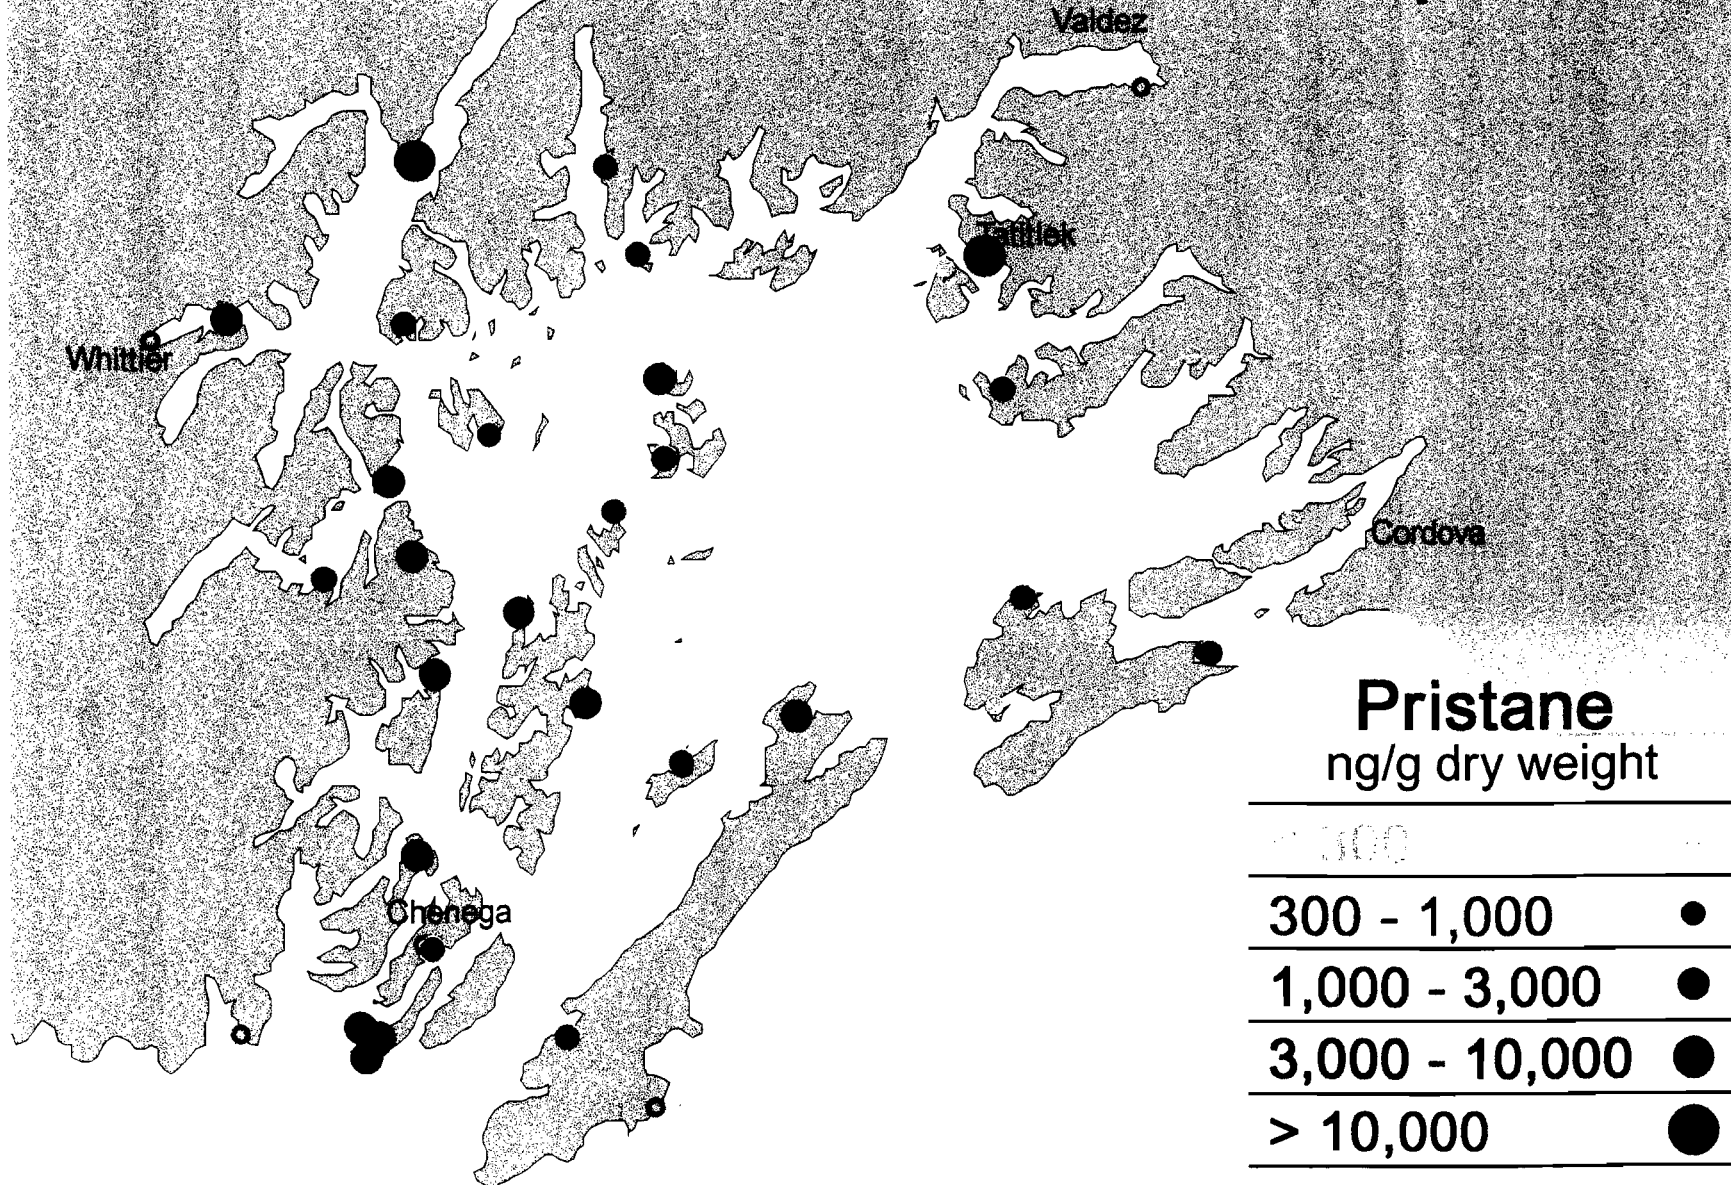 Valdez
Tatitlek
Whittier
Cordova
Pristane
ng/g dry weight
300 - 1,000
1,000 - 3,000
3,000 - 10,000
> 10,000
Chenega